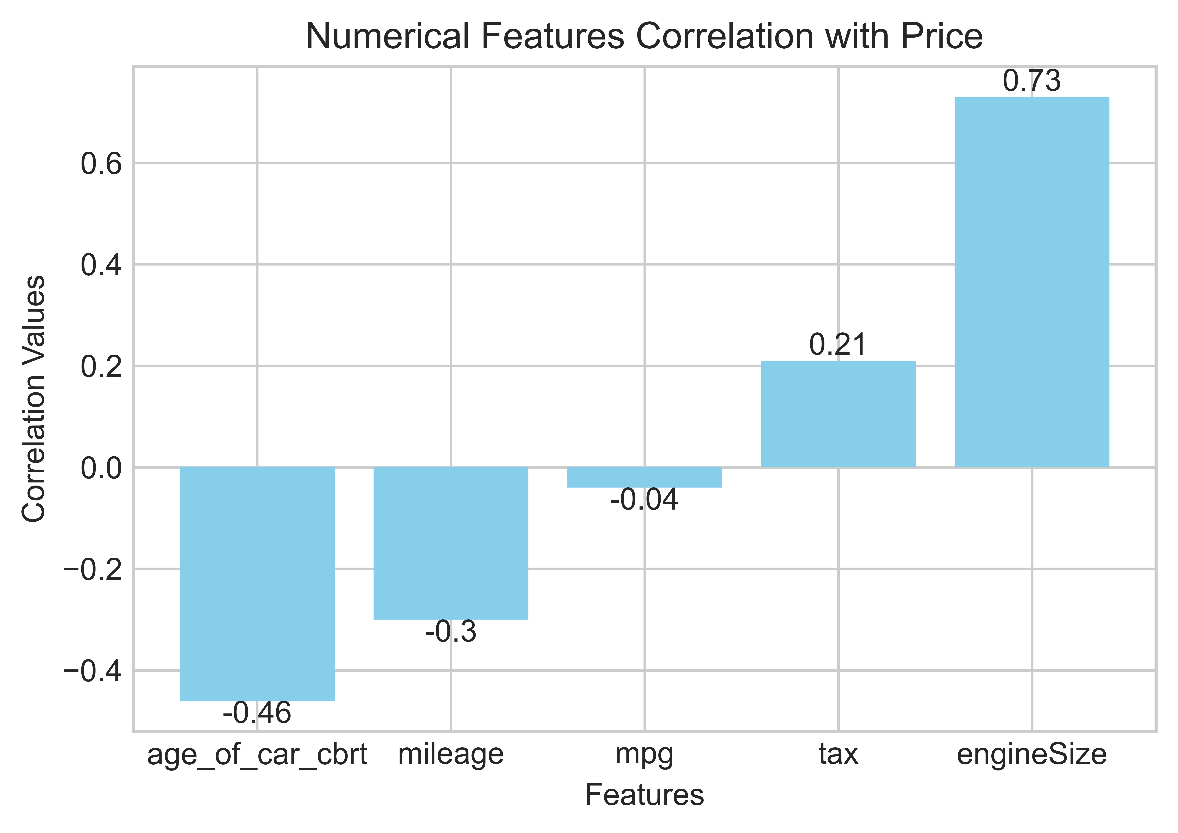 Numerical Features Correlation with Price
0.73
0.6
0.4
0.21
0.2
0.0
-0.04
−0.2
-0.3
−0.4
-0.46
age_of_car_cbrt mileage mpg tax engineSize
Features
Correlation Values